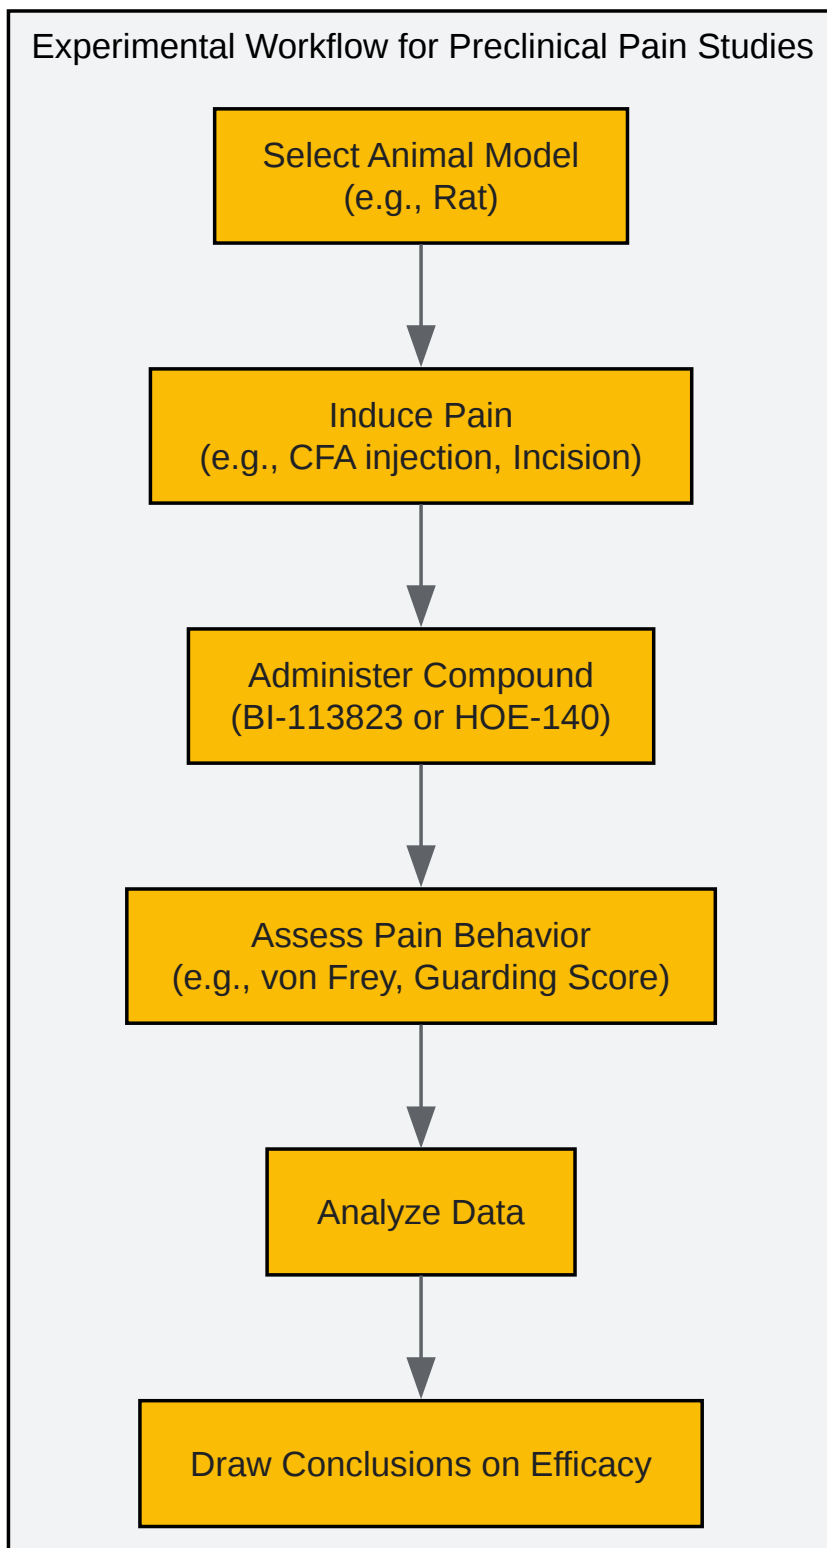 Experimental Workflow for Preclinical Pain Studies
Select Animal Model
(e.g., Rat)
Induce Pain
(e.g., CFA injection, Incision)
Administer Compound
(BI-113823 or HOE-140)
Assess Pain Behavior
(e.g., von Frey, Guarding Score)
Analyze Data
Draw Conclusions on Efficacy